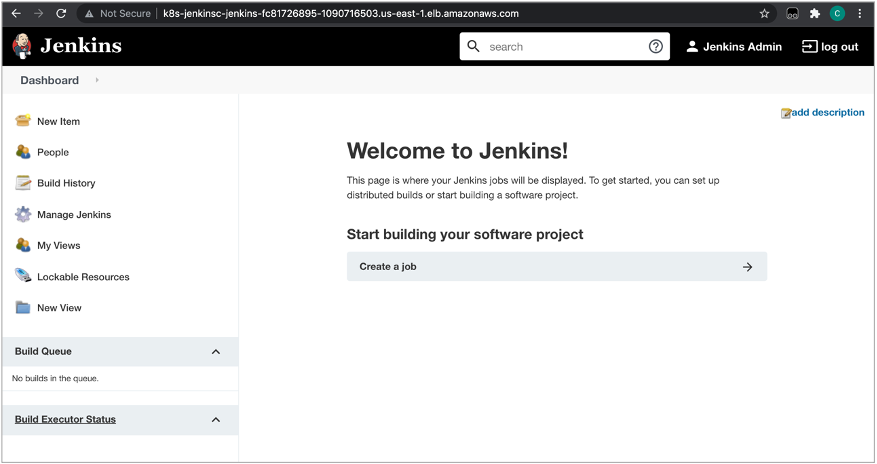 Not Secure | k8s-jenkinsc-jenkins-fc81726895-1090716503.us-east-1.elb.amazonaws.com
C
Jenkins
search
Jenkins Admin
log out
Dashboard
add description
New Item
People
Build History
Manage Jenkins
My Views
Lockable Resources
New View
Build Queue
No builds in the queue.
Build Executor Status
Welcome to Jenkins!
This page is where your Jenkins jobs will be displayed. To get started, you can set up
distributed builds or start building a software project.
Start building your software project
Create a job